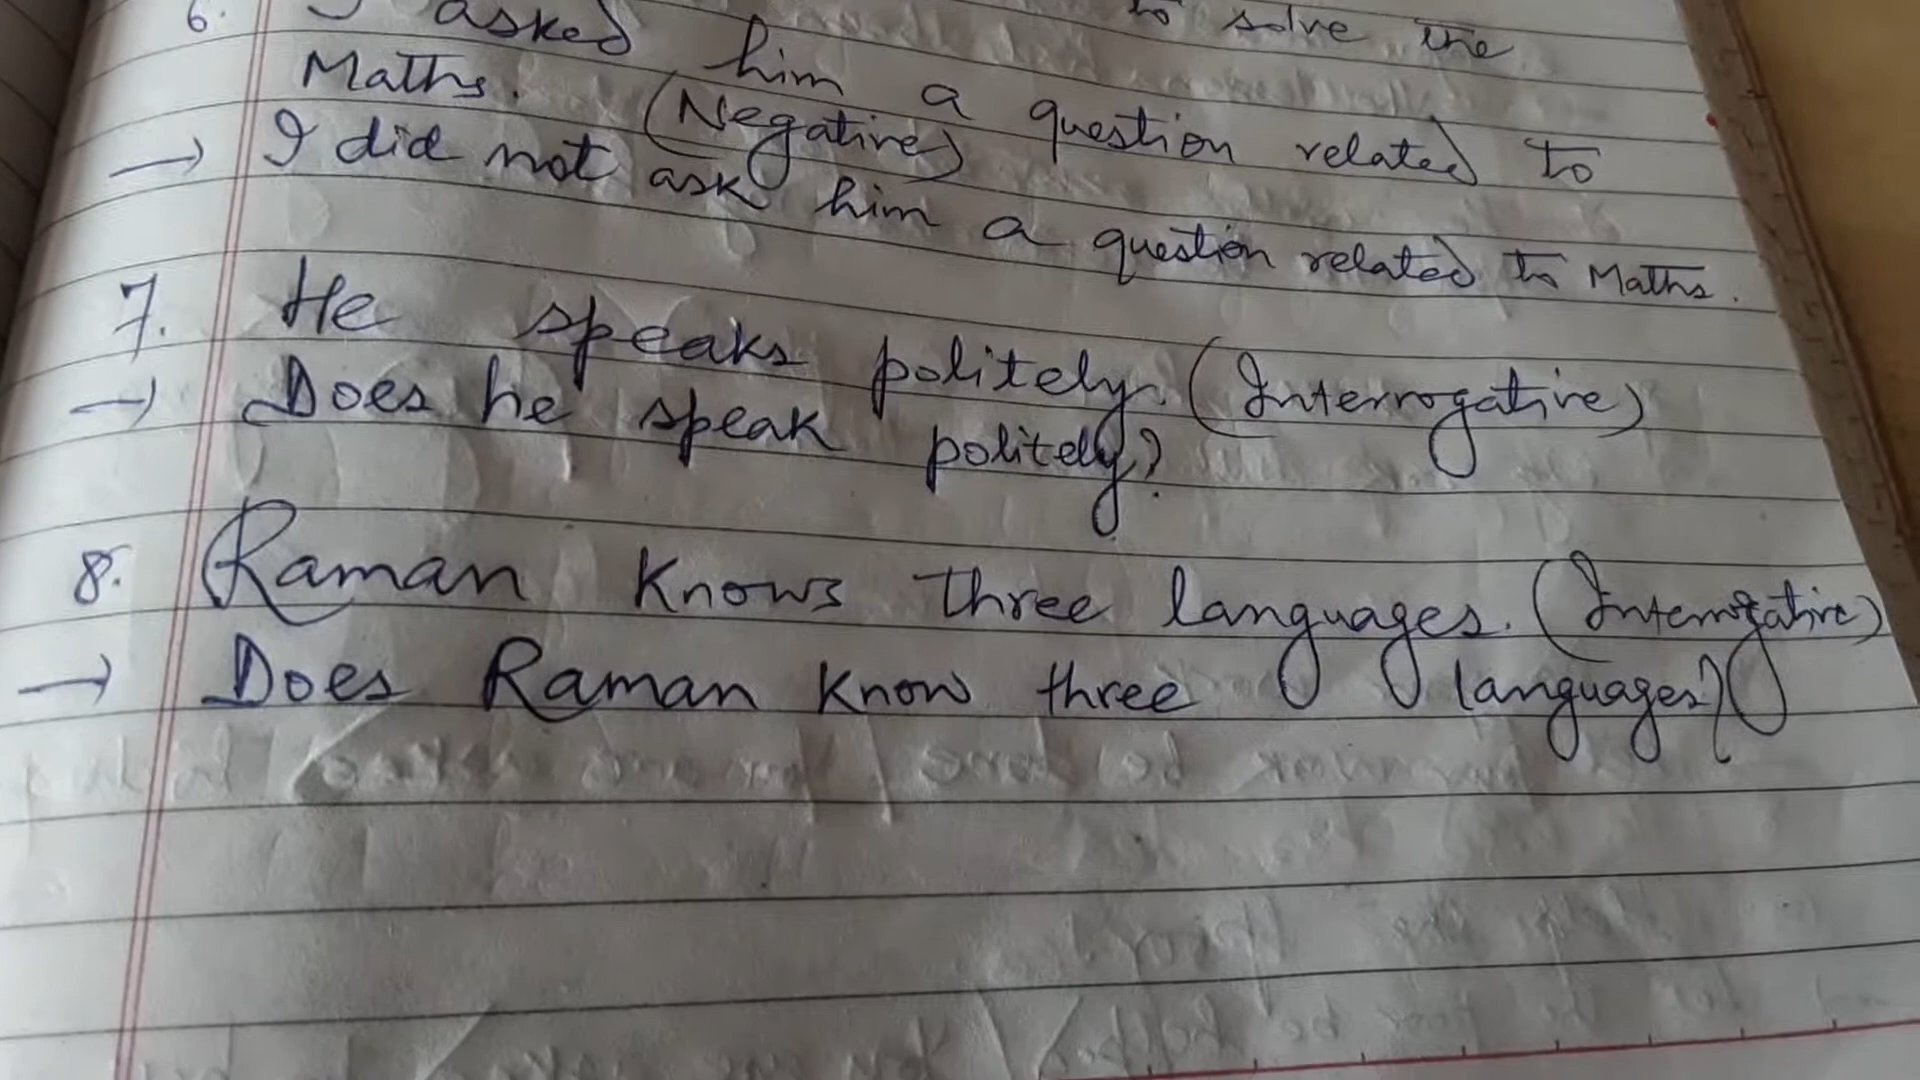 to solve the
6. I asked him a question related to
Maths. (Negative)
→ I did not ask him a question related to Maths.
7. He speaks politely. (Interrogative)
→ Does he speak politely?
8. Raman knows three languages. (Interrogative)
→ Does Raman know three languages?